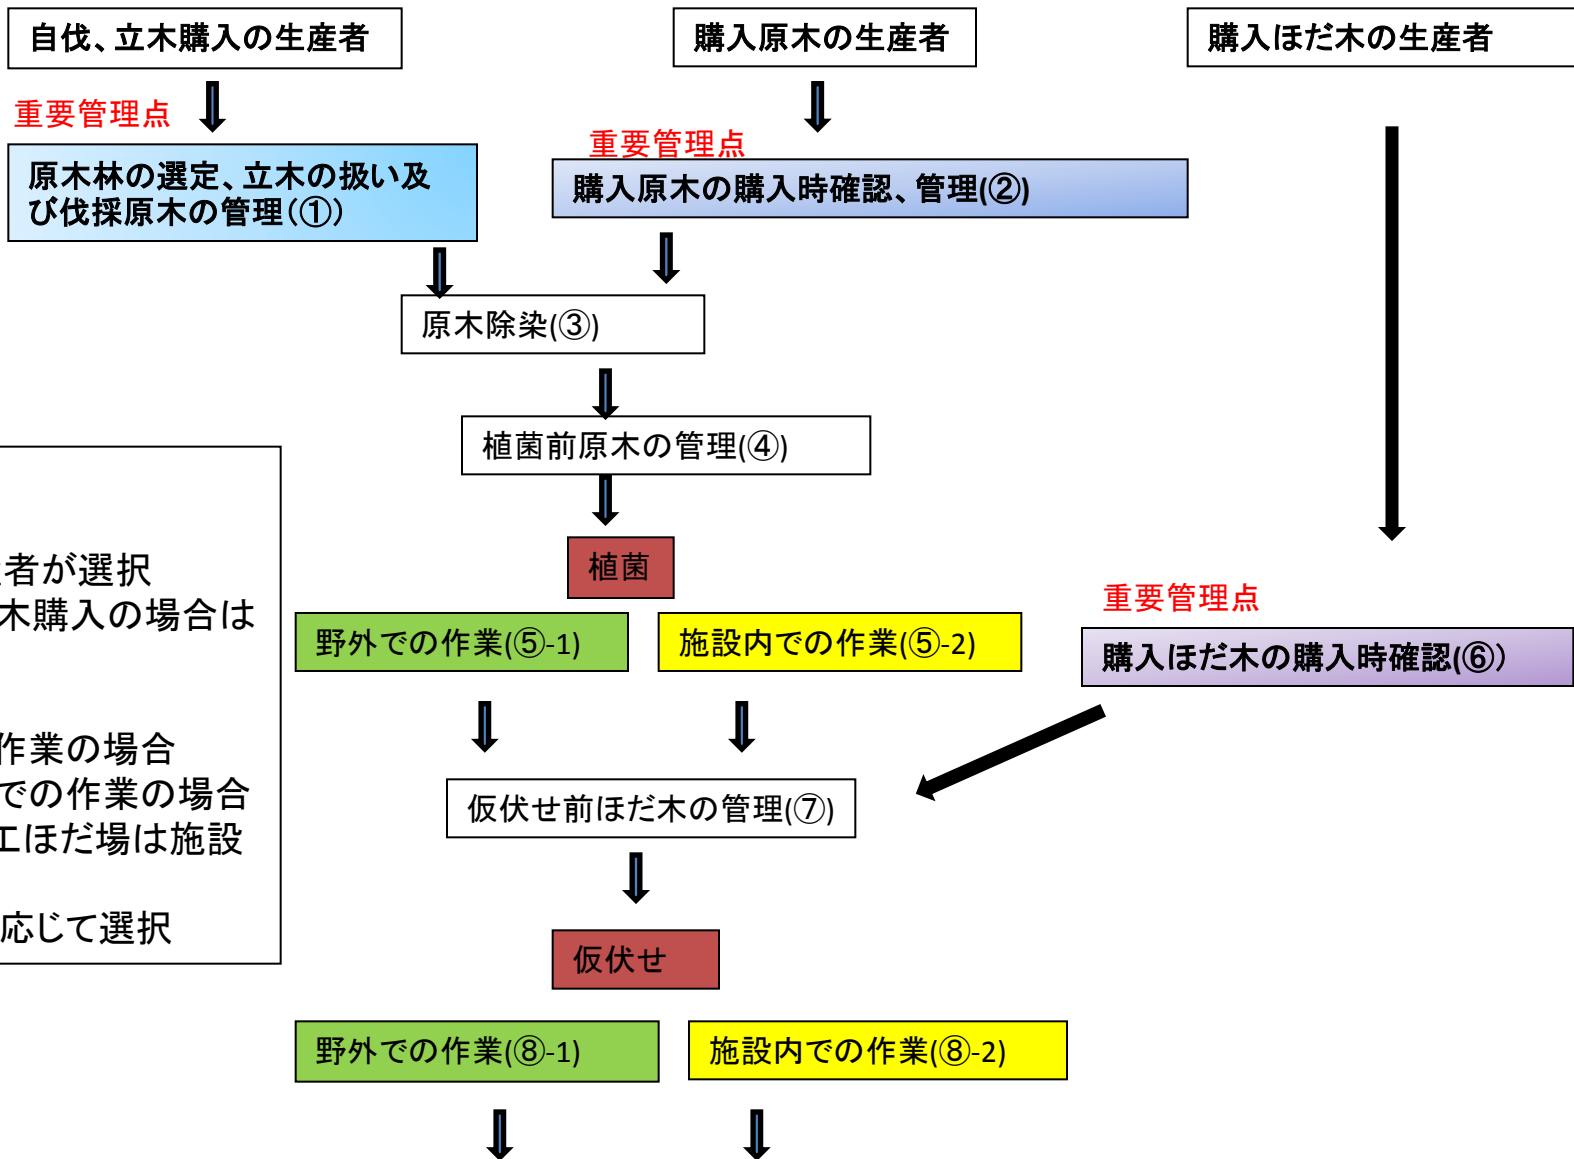 自伐、立木購入の生産者
購入原木の生産者
購入ほだ木の生産者
重要管理点
重要管理点
原木林の選定、立木の扱い及
び伐採原木の管理(①)
購入原木の購入時確認、管理(②)
原木除染(③)
植菌前原木の管理(④)
者が選択
木購入の場合は
作業の場合
での作業の場合
工ほだ場は施設
応じて選択
植菌
野外での作業(⑤-1)
施設内での作業(⑤-2)
重要管理点
購入ほだ木の購入時確認(⑥)
仮伏せ前ほだ木の管理(⑦)
仮伏せ
野外での作業(⑧-1)
施設内での作業(⑧-2)